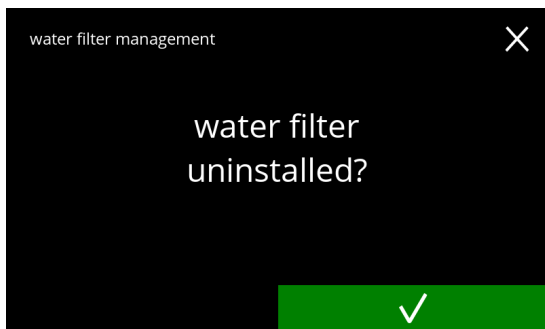 water filter management
water filter
uninstalled?